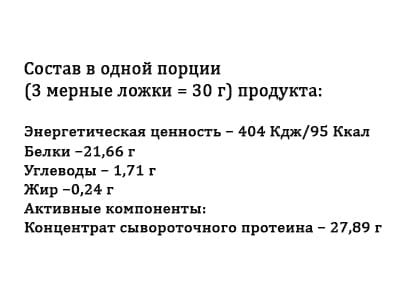 Состав в одной порции
(3 мерные ложки = 30 г) продукта:
Энергетическая ценность – 404 Кдж/95 Ккал
Белки –21,66 г
Углеводы – 1,71 г
Жир –0,24 г
Активные компоненты:
Концентрат сывороточного протеина – 27,89 г